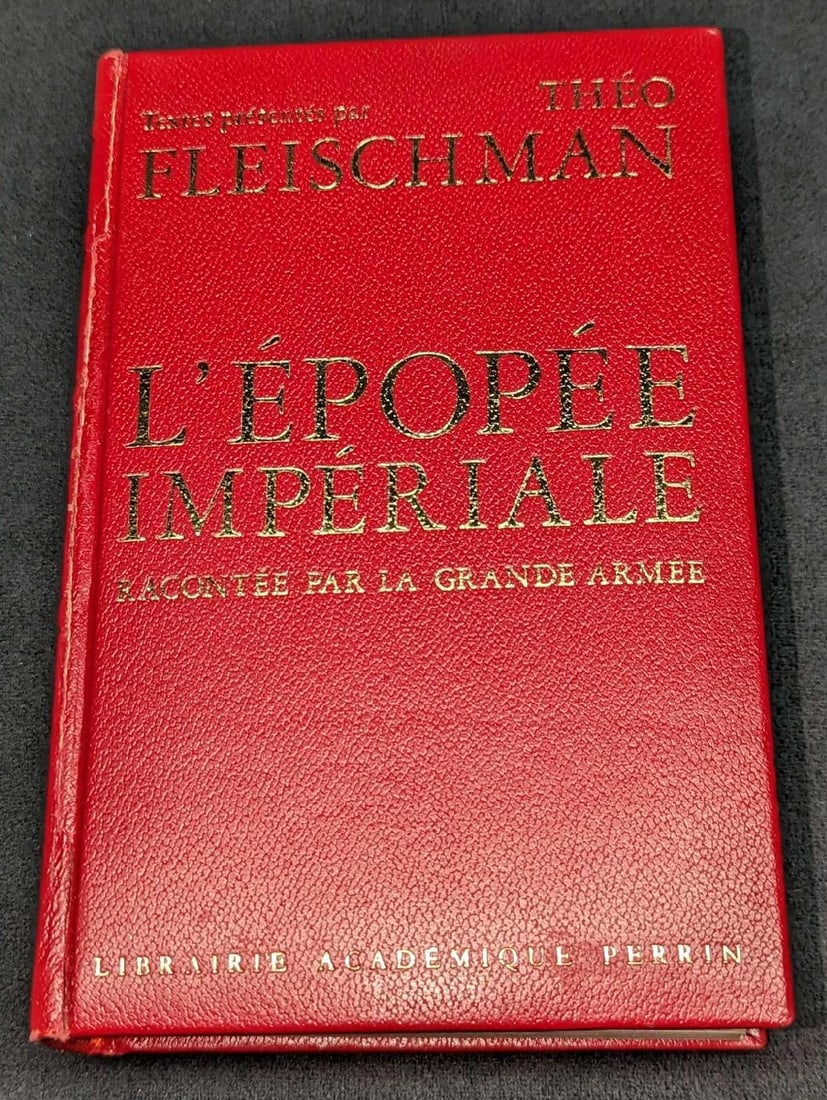 Textes présentés par THÉO
FLEISCHMAN
L'ÉPOPÉE
IMPÉRIALE
RACONTÉE PAR LA GRANDE ARMÉE
LIBRAIRIE ACADÉMIQUE PERRIN